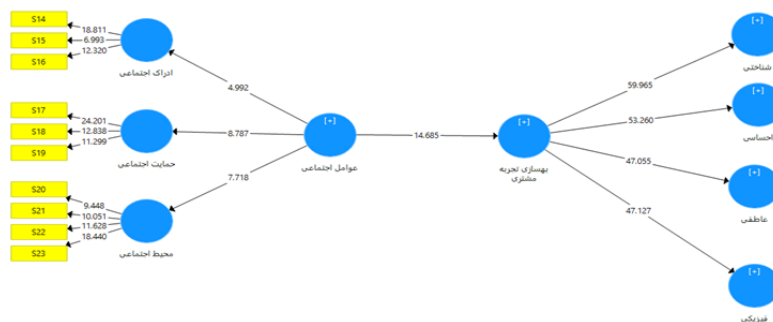 S14
S15
S16
18.811
6.993
12.320
ادراک اجتماعی
4.992
S17
S18
S19
24.201
12.838
11.299
حمایت اجتماعی
8.787
S20
S21
S22
S23
9.448
10.051
11.628
18.440
محیط اجتماعی
7.718
[+]
عوامل اجتماعی
14.685
[+]
بهسازی تجربه
مشتری
59.965
53.260
47.055
47.127
[+]
شناختی
[+]
احساسی
[+]
عاطفی
[+]
فیزیکی